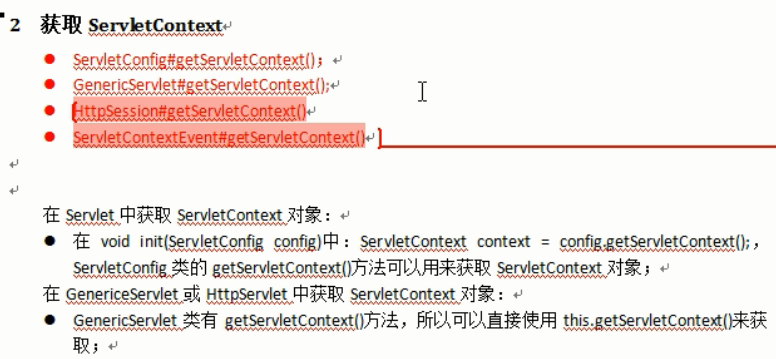 2 获取 ServletContext
● ServletConfig#getServletContext();
● GenericServlet#getServletContext();
● HttpSession#getServletContext()
● ServletContextEvent#getServletContext()
在 Servlet 中获取 ServletContext 对象：
● 在 void init(ServletConfig config)中：ServletContext context = config.getServletContext();，
ServletConfig 类的 getServletContext()方法可以用来获取 ServletContext 对象；
在 GenericeServlet 或 HttpServlet 中获取 ServletContext 对象：
● GenericServlet 类有 getServletContext()方法，所以可以直接使用 this.getServletContext()来获
取；